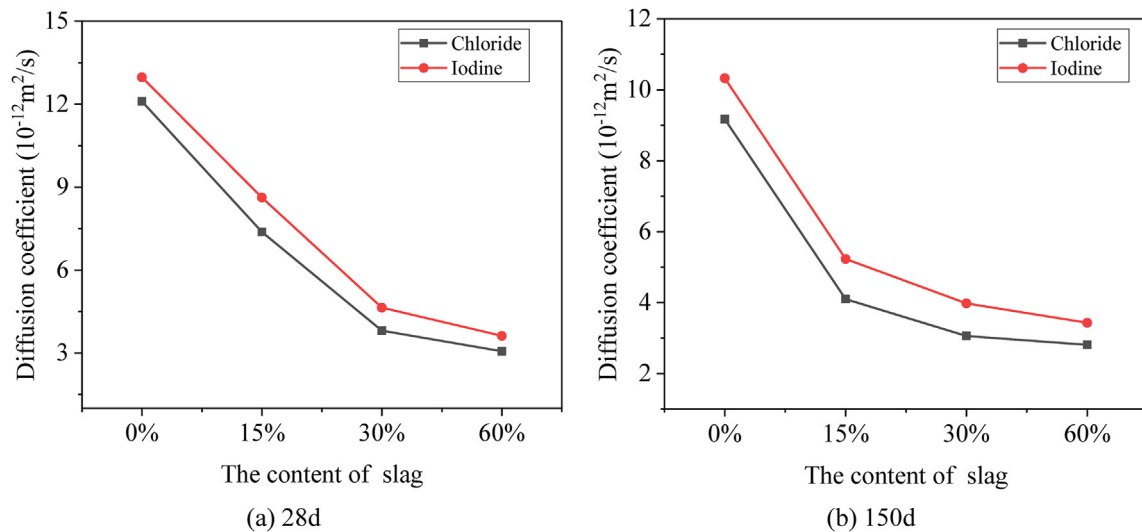 15
12
9
6
3
Diffusion coefficient (10⁻¹²m²/s)
Chloride
Iodine
0% 15% 30% 60%
The content of slag
(a) 28d
12
10
8
6
4
2
Diffusion coefficient (10⁻¹²m²/s)
Chloride
Iodine
0% 15% 30% 60%
The content of slag
(b) 150d